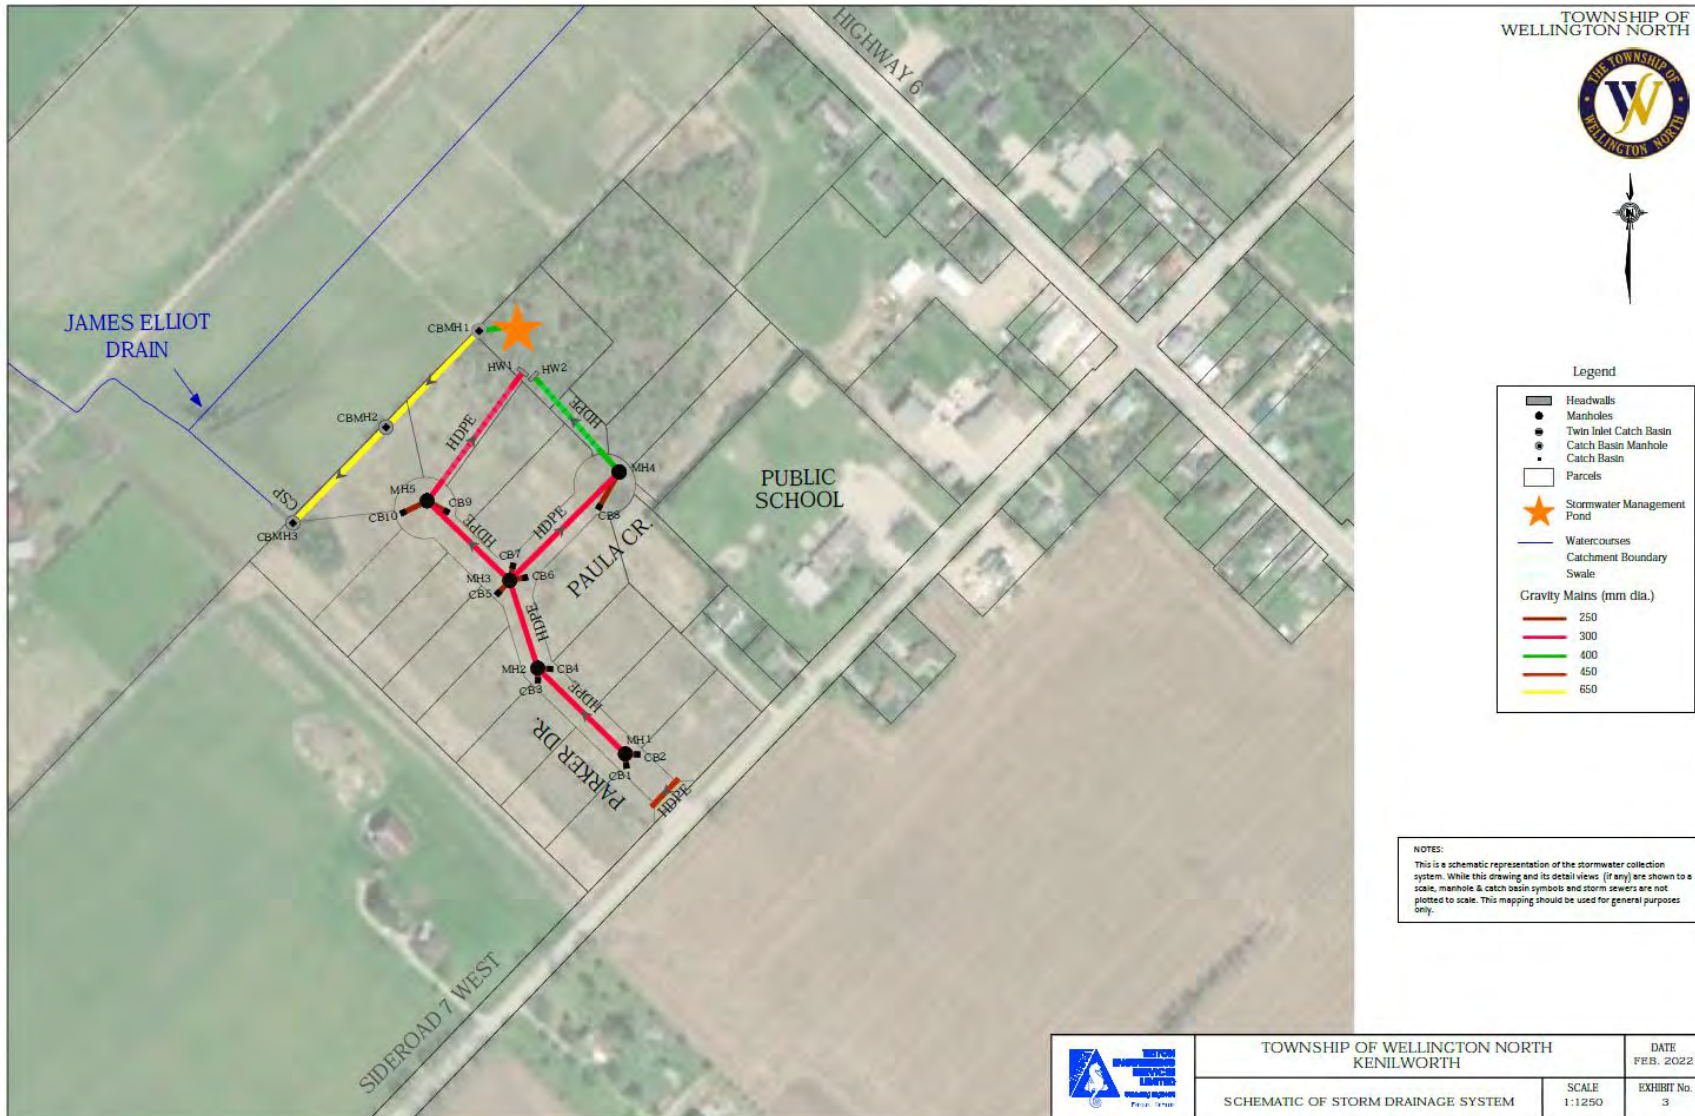 TOWNSHIP OF
WELLINGTON NORTH
THE TOWNSHIP OF
WELLINGTON NORTH
N
HIGHWAY 6
JAMES ELLIOT
DRAIN
CBMH1
HW1
HW2
HDPE
CBMH2
HDPE
MH4
PUBLIC
SCHOOL
MH5
CSP
CB9
CB10
CB8
HDPE
HDPE
CBMH3
PAULA CR.
CB7
MH3
CB6
CB5
HDPE
MH2
CB4
CB3
HDPE
PARKER DR.
MH1
CB2
CB1
HDPE
SIDEROAD 7 WEST
Legend
Headwalls
Manholes
Twin Inlet Catch Basin
Catch Basin Manhole
Catch Basin
Parcels
Stormwater Management
Pond
Watercourses
Catchment Boundary
Swale
Gravity Mains (mm dia.)
250
300
400
450
650
NOTES:
This is a schematic representation of the stormwater collection
system. While this drawing and its detail views (if any) are shown to a
scale, manhole & catch basin symbols and storm sewers are not
plotted to scale. This mapping should be used for general purposes
only.
TRITON
ENGINEERING
SERVICES
LIMITED
TOWNSHIP OF WELLINGTON NORTH
KENILWORTH
DATE
FEB. 2022
SCHEMATIC OF STORM DRAINAGE SYSTEM
SCALE
1:1250
EXHIBIT No.
3